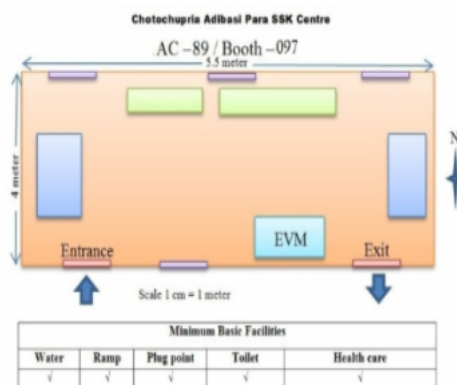 Chotochupria Adibasi Para SSK Centre
AC –89 / Booth –097
5.5 meter
4 meter
N
EVM
Entrance
Exit
Scale 1 cm = 1 meter
Minimum Basic Facilities
Water Ramp Plug point Toilet Health care
√ √ √ √ √